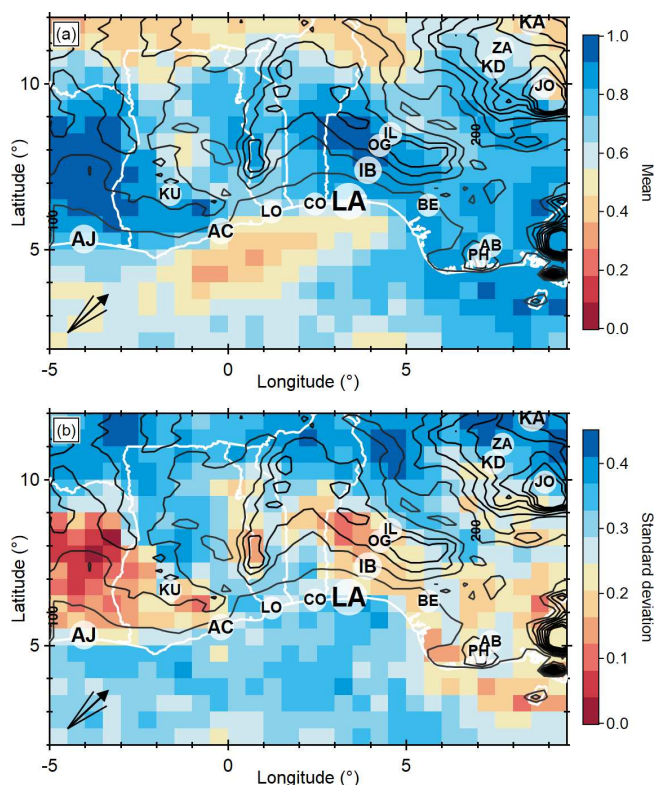 (a)
KA
ZA
KD
JO
10
200
IL
OG
IB
KU
LO
CO
LA
BE
100
AC
AJ
5
AB
PH
-5
0
5
Longitude (°)
Latitude (°)
1.0
0.8
0.6
0.4
0.2
0.0
Mean
(b)
KA
ZA
KD
JO
10
200
IL
OG
IB
KU
LO
CO
LA
BE
100
AC
AJ
5
AB
PH
-5
0
5
Longitude (°)
Latitude (°)
0.4
0.3
0.2
0.1
0.0
Standard deviation